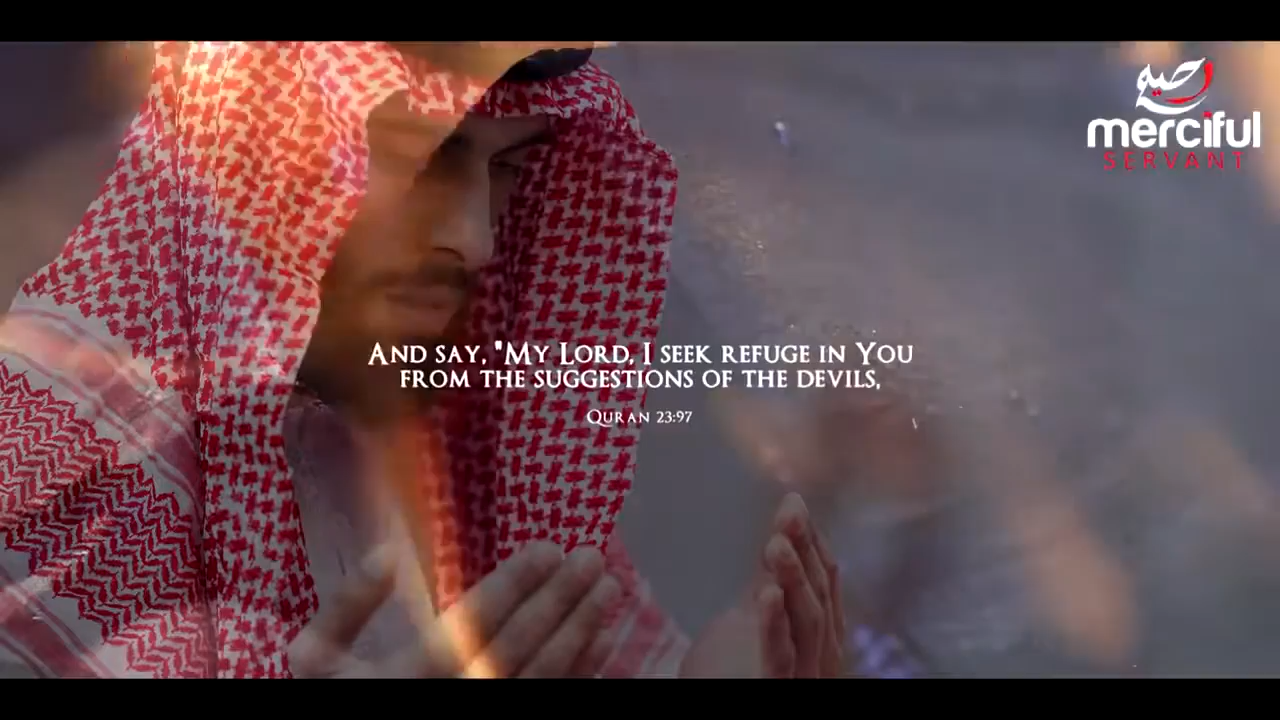 merciful
SERVANT
AND SAY, "MY LORD, I SEEK REFUGE IN YOU
FROM THE SUGGESTIONS OF THE DEVILS,
QURAN 23:97